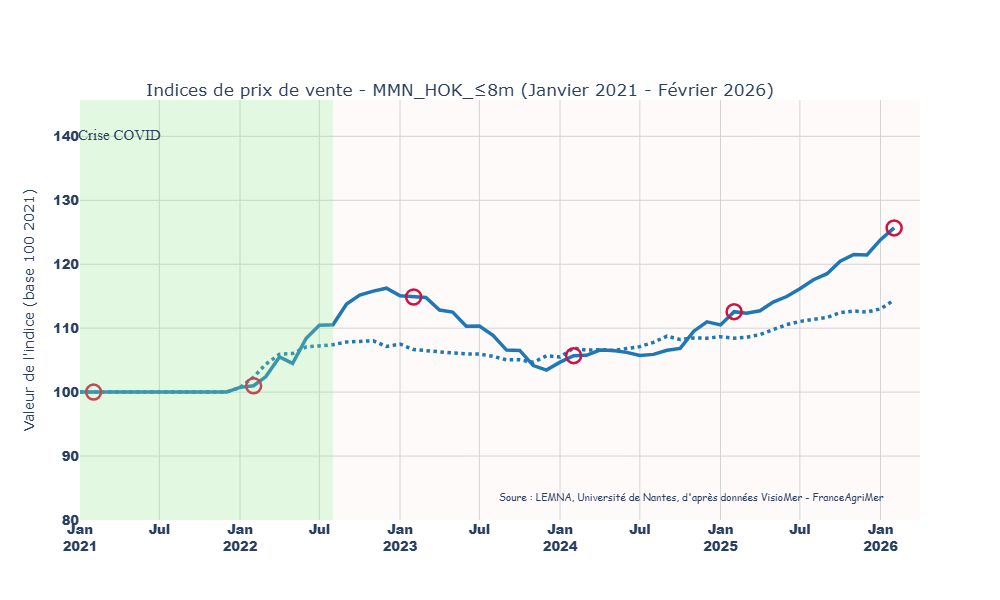 Indices de prix de vente - MMN_HOK_≤8m (Janvier 2021 - Février 2026)
Valeur de l'indice (base 100 2021)
140
Crise COVID
130
120
110
100
90
80
Soure : LEMNA, Université de Nantes, d'après données VisioMer - FranceAgriMer
Jan Jul Jan Jul Jan Jul Jan Jul Jan Jul Jan
2021 2022 2023 2024 2025 2026